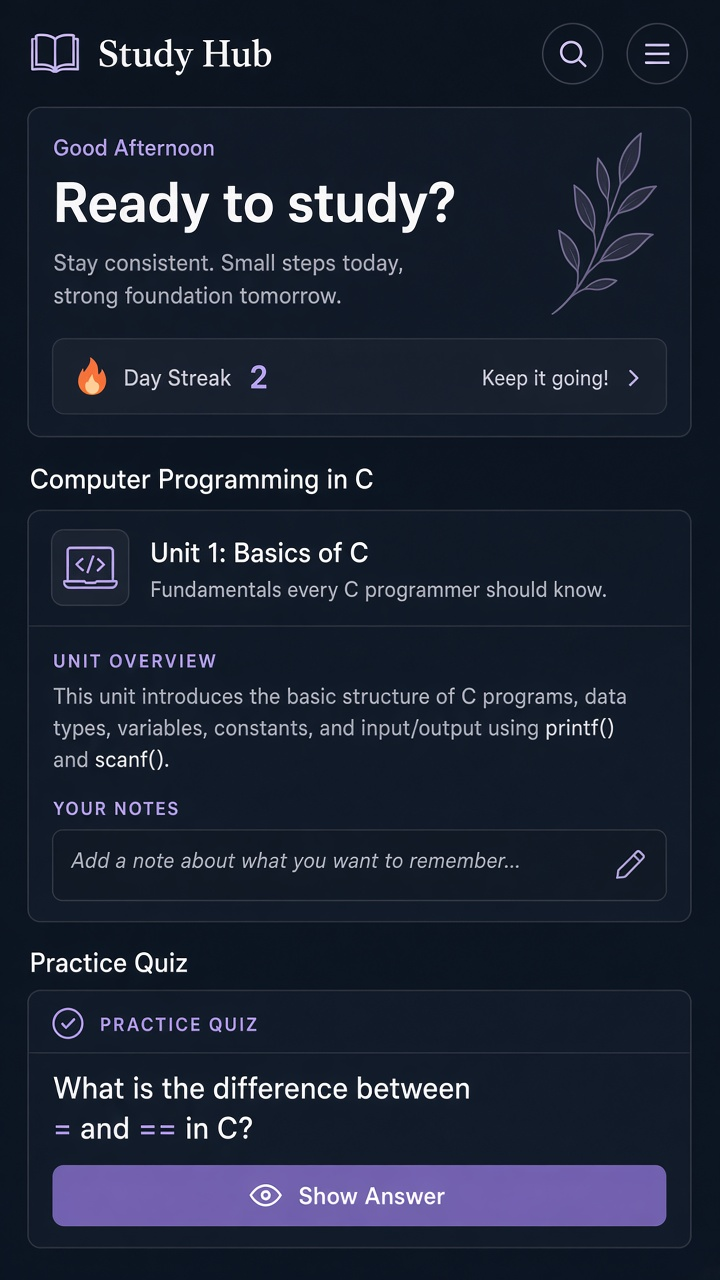 Study Hub
Good Afternoon
Ready to study?
Stay consistent. Small steps today,
strong foundation tomorrow.
Day Streak 2 Keep it going!
Computer Programming in C
</>
Unit 1: Basics of C
Fundamentals every C programmer should know.
UNIT OVERVIEW
This unit introduces the basic structure of C programs, data
types, variables, constants, and input/output using printf()
and scanf().
YOUR NOTES
Add a note about what you want to remember...
Practice Quiz
PRACTICE QUIZ
What is the difference between
= and == in C?
Show Answer